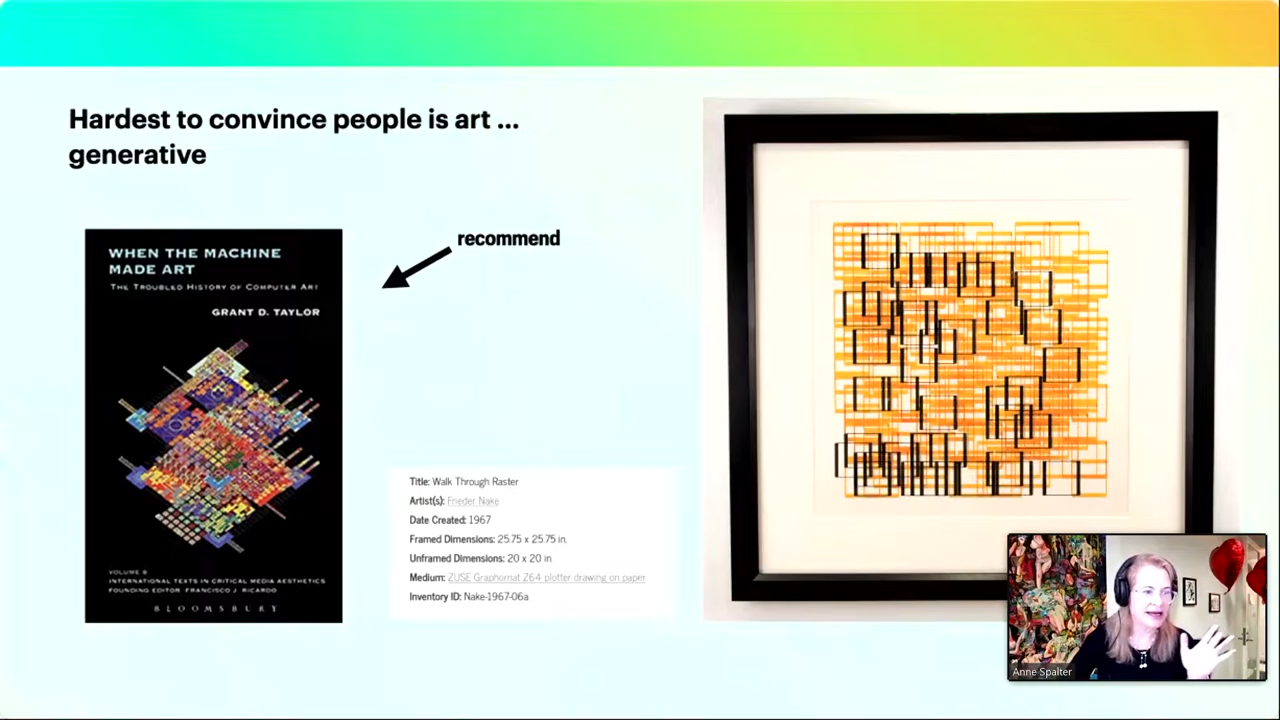 Hardest to convince people is art ...
generative
recommend
WHEN THE MACHINE
MADE ART
THE TROUBLED HISTORY OF COMPUTER ART
GRANT D. TAYLOR
VOLUME 8
INTERNATIONAL TEXTS IN CRITICAL MEDIA AESTHETICS
FOUNDING EDITOR FRANCISCO J. RICARDO
BLOOMSBURY
Title: Walk Through Raster
Artist(s): Frieder Nake
Date Created: 1967
Framed Dimensions: 25.75 x 25.75 in.
Unframed Dimensions: 20 x 20 in
Medium: ZUSE Graphomat Z64 plotter drawing on paper
Inventory ID: Nake-1967-06a
Anne Spalter